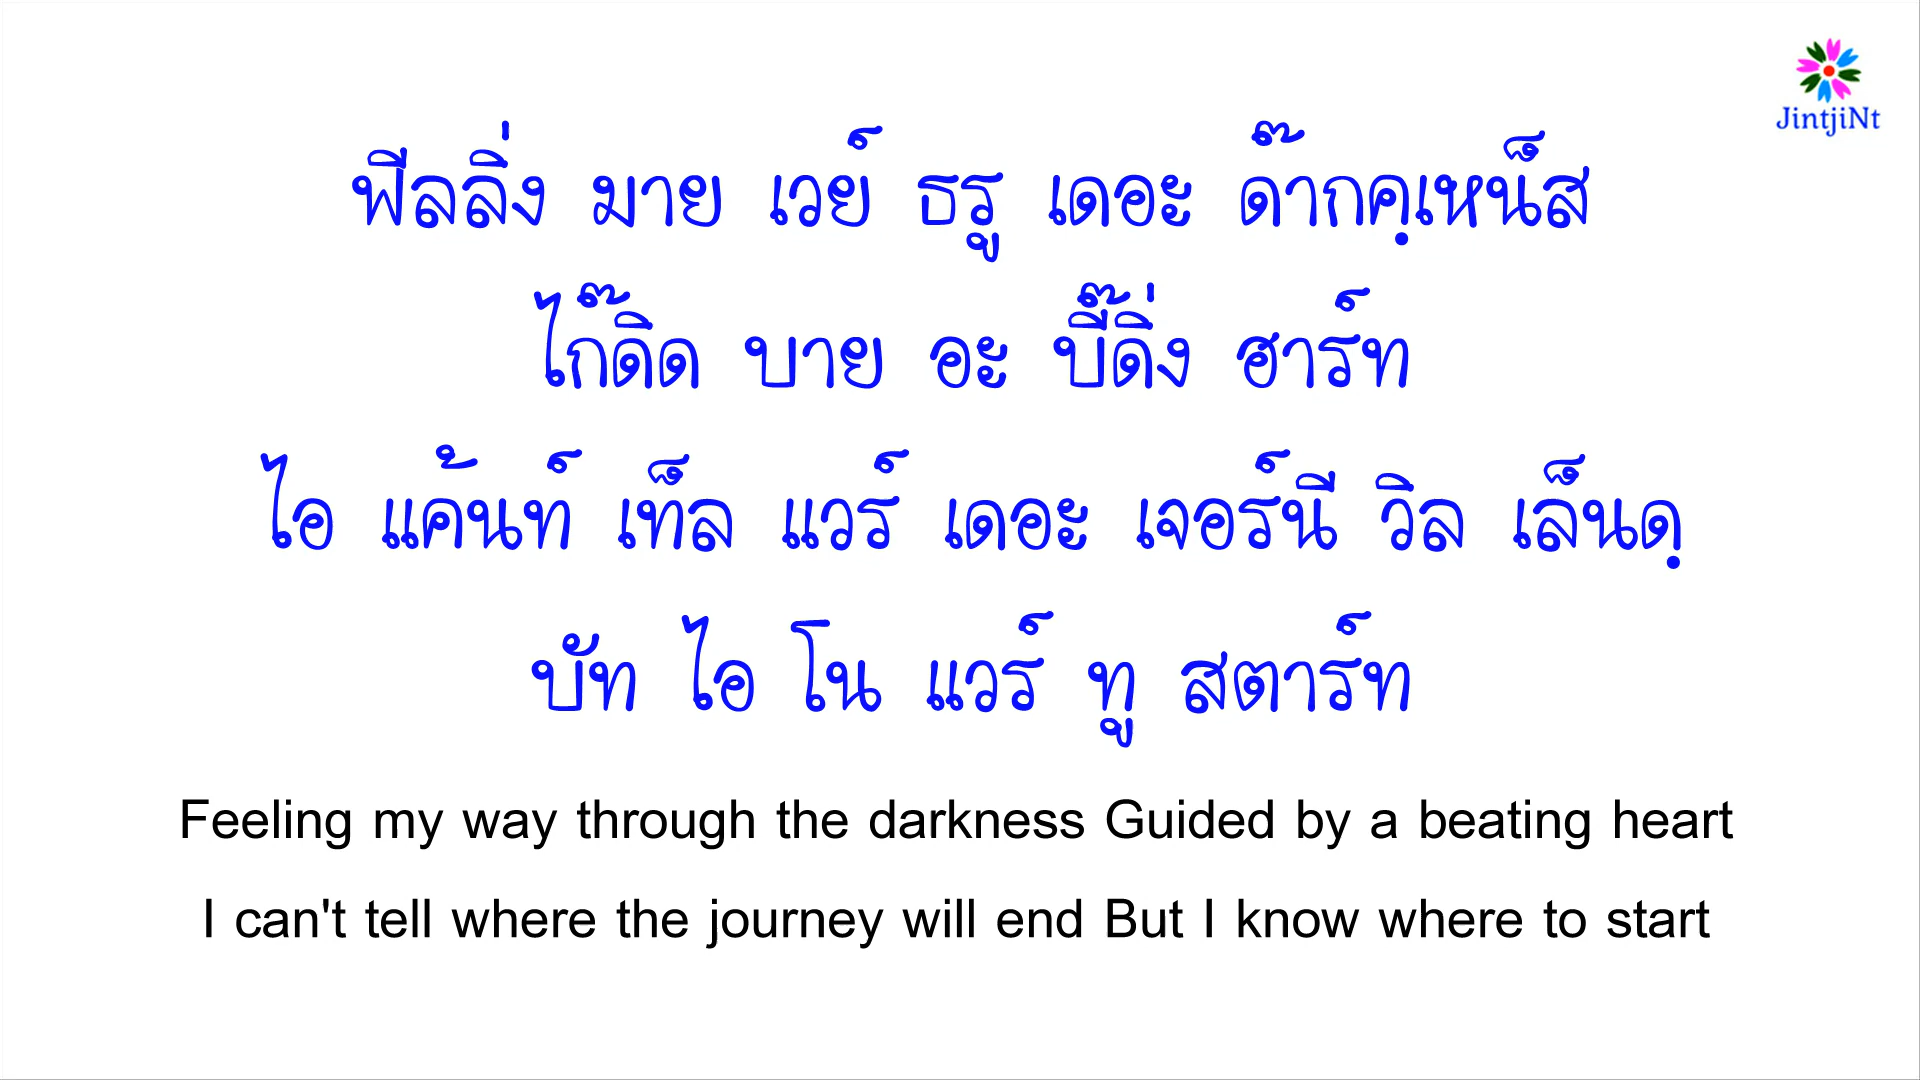 JintjiNt
ฟีลลิ่ง มาย เวย์ ธรู เดอะ ด๊ากคฺเหน็ส
ไก๊ดิด บาย อะ บี๊ดิ่ง ฮาร์ท
ไอ แค้นท์ เท็ล แวร์ เดอะ เจอร์นี วิล เล็นดฺ
บัท ไอ โน แวร์ ทู สตาร์ท
Feeling my way through the darkness Guided by a beating heart
I can't tell where the journey will end But I know where to start